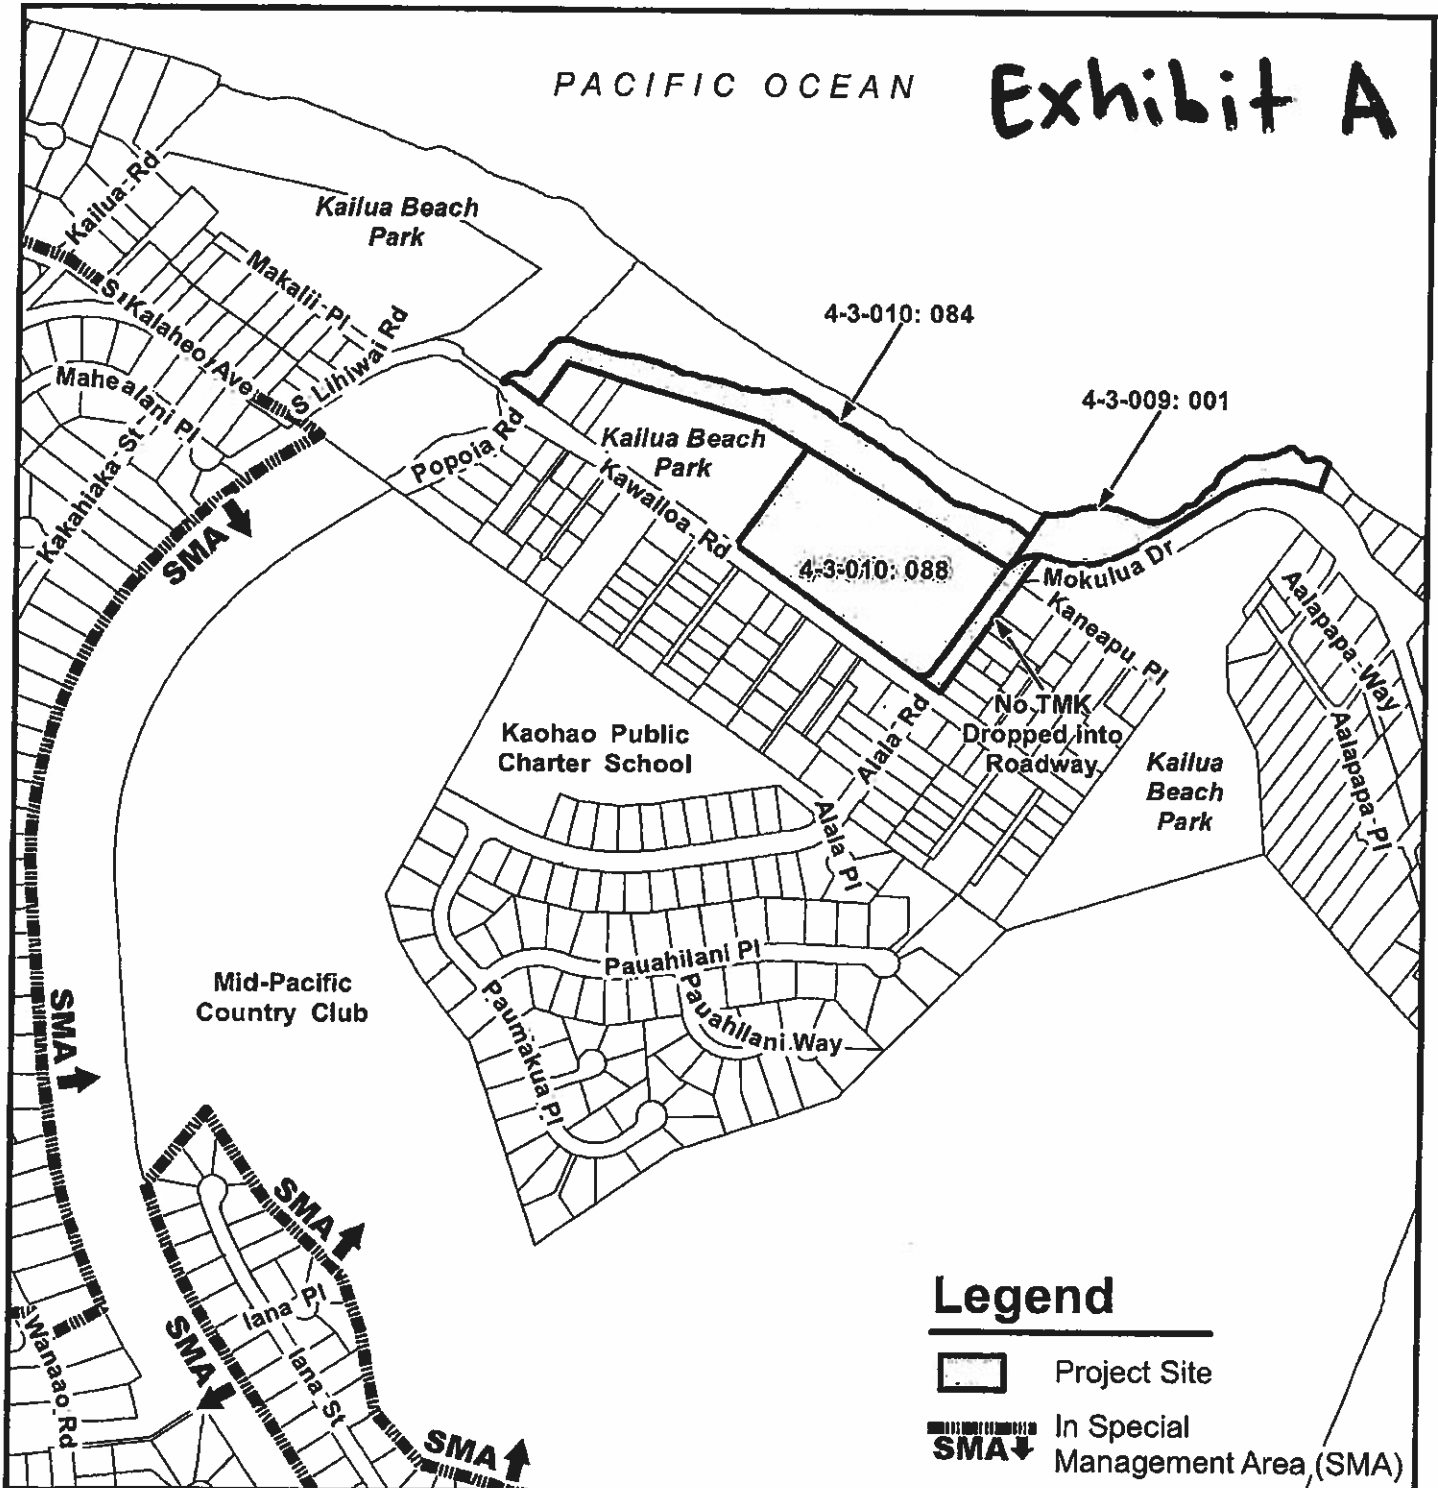 PACIFIC OCEAN
Exhibit A
Kailua Rd
Kailua Beach
Park
Makalii Pl
S Kalaheo Ave
S Lihiwai Rd
4-3-010: 084
4-3-009: 001
Mahealani Pl
Kakahiaka St
Popoia Rd
Kailua Beach
Park
Kawailoa Rd
SMA
4-3-010: 088
Mokulua Dr
Kaneapu Pl
Aalapapa Way
Aalapapa Pl
No TMK
Dropped into
Roadway
Kaohao Public
Charter School
Alala Rd
Kailua
Beach
Park
Alala Pl
Mid-Pacific
Country Club
Pauahilani Pl
Pauahilani Way
Paumakua Pl
SMA
SMA
Iana Pl
Iana St
SMA
Wanaao Rd
SMA
Legend
Project Site
SMA
In Special
Management Area (SMA)